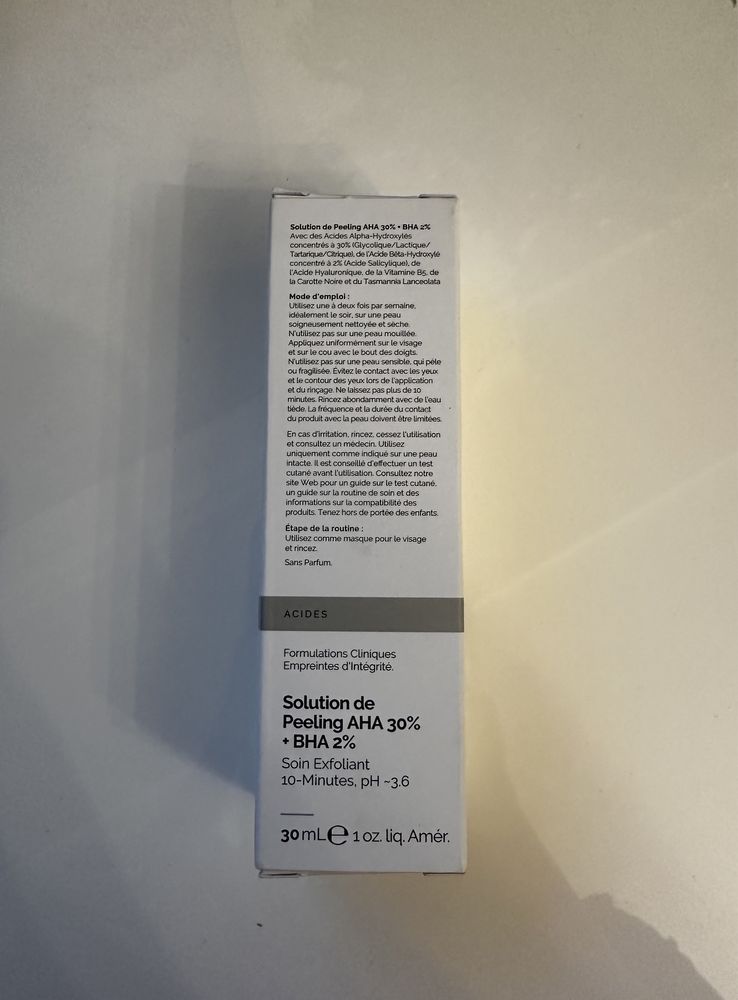 Solution de Peeling AHA 30% + BHA 2%
Avec des Acides Alpha-Hydroxylés
concentrés à 30% (Glycolique/Lactique/
Tartarique/Citrique), de l'Acide Bêta-Hydroxylé
concentré à 2% (Acide Salicylique), de
l'Acide Hyaluronique, de la Vitamine B5, de
la Carotte Noire et du Tasmannia Lanceolata
Mode d'emploi :
Utilisez une à deux fois par semaine,
idéalement le soir, sur une peau
soigneusement nettoyée et sèche.
N'utilisez pas sur une peau mouillée.
Appliquez uniformément sur le visage
et sur le cou avec le bout des doigts.
N'utilisez pas sur une peau sensible, qui pèle
ou fragilisée. Évitez le contact avec les yeux
et le contour des yeux lors de l'application
et du rinçage. Ne laissez pas plus de 10
minutes. Rincez abondamment avec de l'eau
tiède. La fréquence et la durée du contact
du produit avec la peau doivent être limitées.
En cas d'irritation, rincez, cessez l'utilisation
et consultez un médecin. Utilisez
uniquement comme indiqué sur une peau
intacte. Il est conseillé d'effectuer un test
cutané avant l'utilisation. Consultez notre
site Web pour un guide sur le test cutané,
un guide sur la routine de soin et des
informations sur la compatibilité des
produits. Tenez hors de portée des enfants.
Étape de la routine :
Utilisez comme masque pour le visage
et rincez.
Sans Parfum.
ACIDES
Formulations Cliniques
Empreintes d'Intégrité.
Solution de
Peeling AHA 30%
+ BHA 2%
Soin Exfoliant
10-Minutes, pH ~3.6
30 mL ℮ 1 oz. liq. Amér.